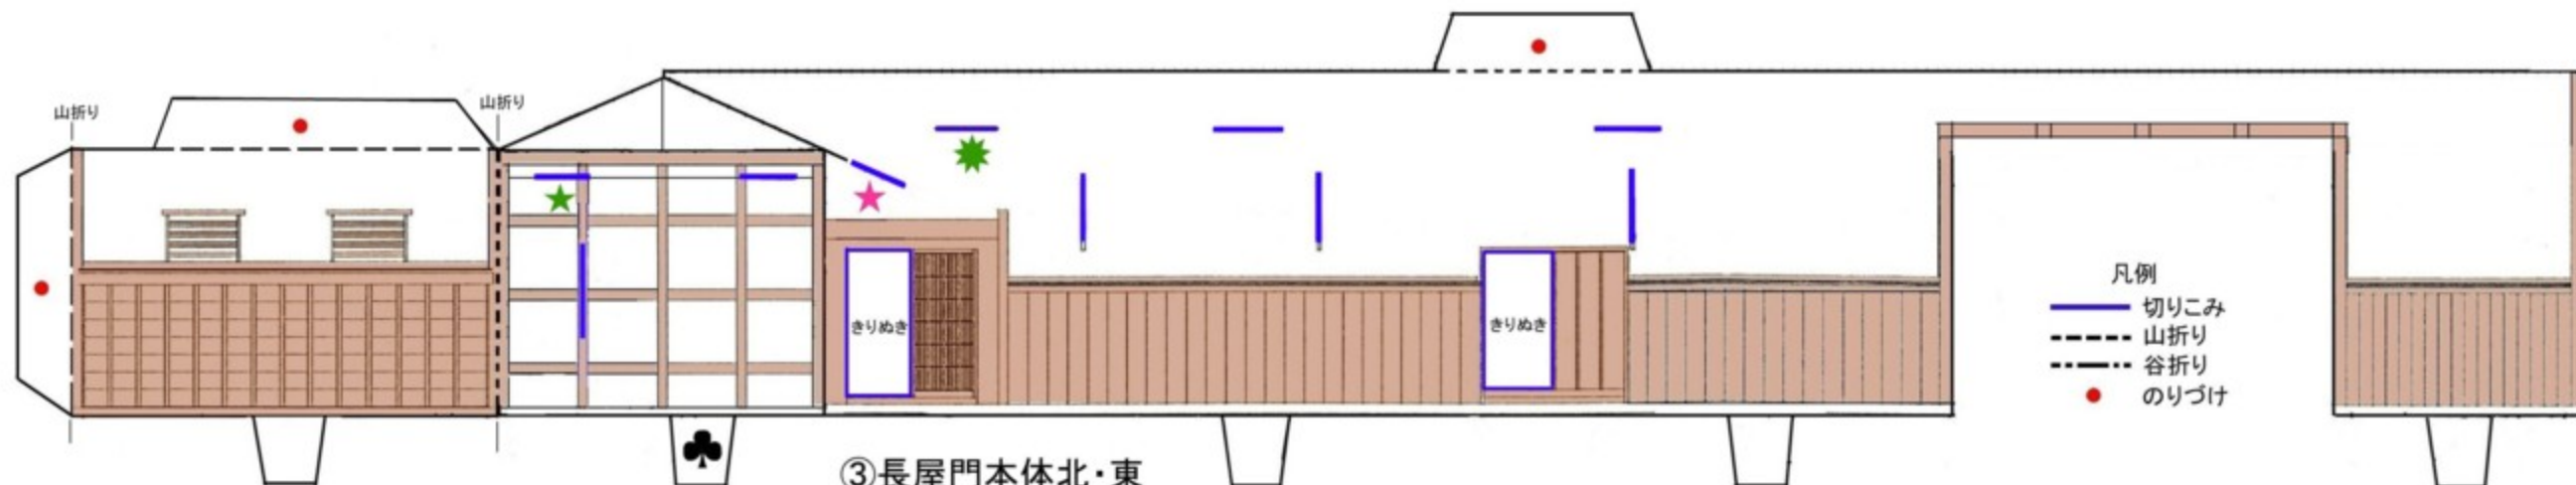 山折り
山折り
きりぬき
きりぬき
凡例
切りこみ
山折り
谷折り
のりづけ
③長屋門本体北・東